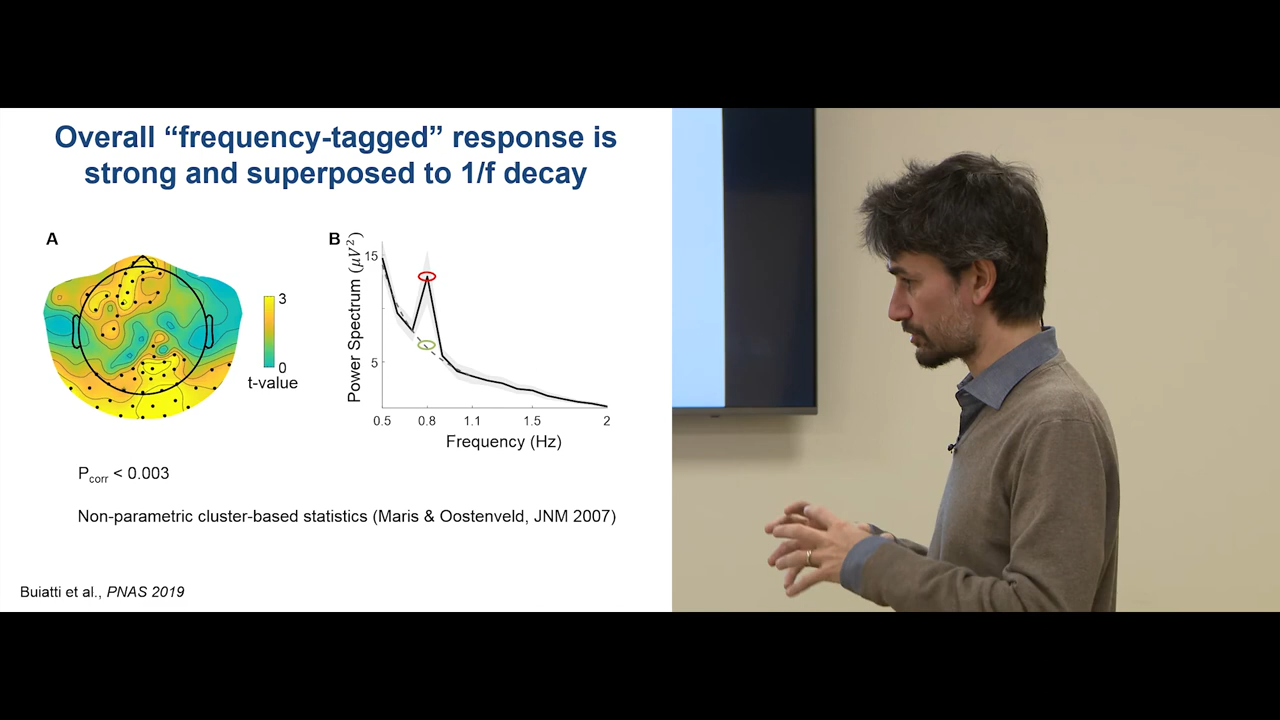 Overall “frequency-tagged” response is
strong and superposed to 1/f decay
A
3
0
t-value
B
Power Spectrum (μV²)
15
5
0.5 0.8 1.1 1.5 2
Frequency (Hz)
Pcorr < 0.003
Non-parametric cluster-based statistics (Maris & Oostenveld, JNM 2007)
Buiatti et al., PNAS 2019